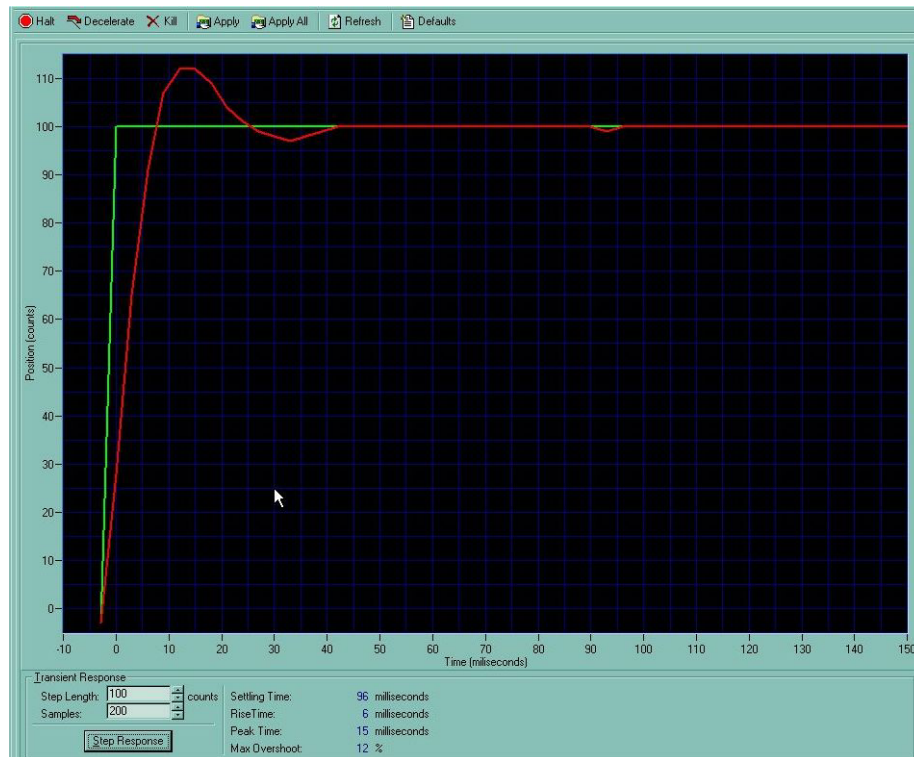 Halt Decelerate Kill Apply Apply All Refresh Defaults
110
100
90
80
70
60
50
40
30
20
10
0
Position (counts)
-10 0 10 20 30 40 50 60 70 80 90 100 110 120 130 140 150
Time (miliseconds)
Transient Response
Step Length: 100 counts Settling Time: 96 milliseconds
Samples: 200 RiseTime: 6 milliseconds
Peak Time: 15 milliseconds
Step Response Max Overshoot: 12 %